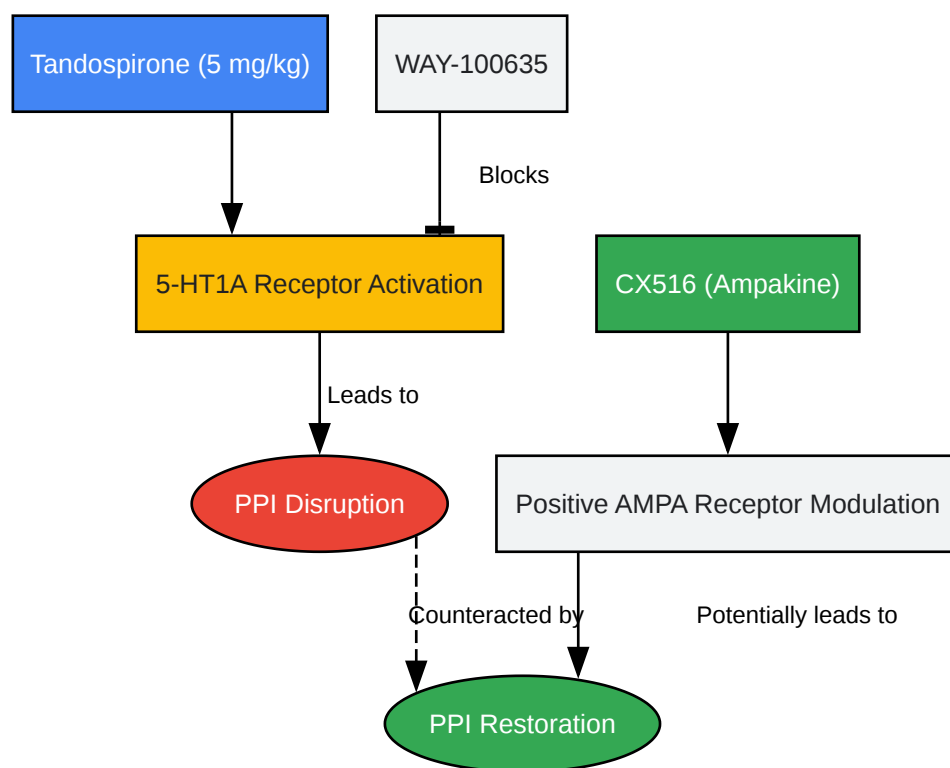 Tandospirone (5 mg/kg)
WAY-100635
Blocks
5-HT1A Receptor Activation
CX516 (Ampakine)
Leads to
PPI Disruption
Positive AMPA Receptor Modulation
Counteracted by
Potentially leads to
PPI Restoration